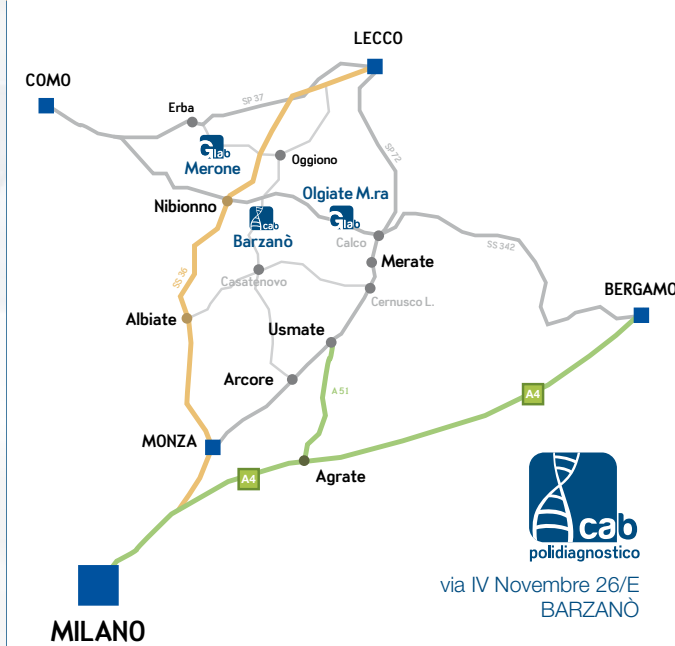 LECCO
COMO
SP 37
Erba
G lab
Merone
Oggiono
SP 72
Olgiate M.ra
G lab
Nibionno
cab
Barzanò
Calco
Merate
SS 342
SS 36
Casatenovo
Cernusco L.
BERGAMO
Albiate
Usmate
Arcore
A 51
A4
MONZA
A4
Agrate
cab
polidiagnostico
via IV Novembre 26/E
BARZANÒ
MILANO